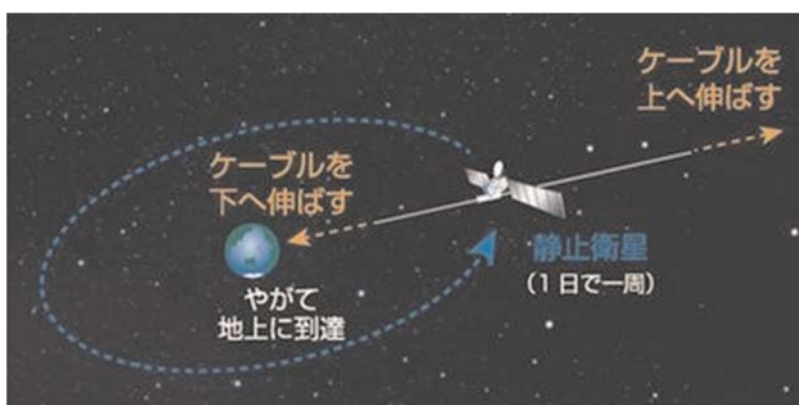 ケーブルを
上へ伸ばす
ケーブルを
下へ伸ばす
静止衛星
(1日で一周)
やがて
地上に到達